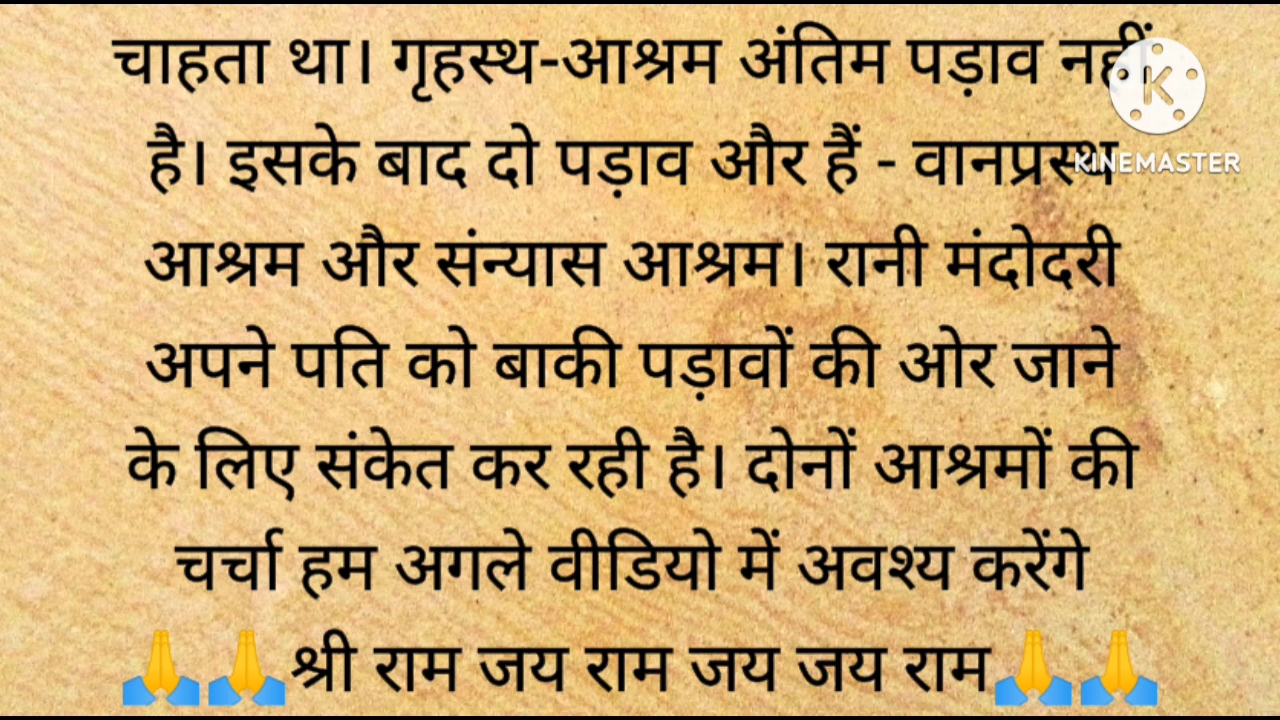 चाहता था। गृहस्थ-आश्रम अंतिम पड़ाव नहीं
है। इसके बाद दो पड़ाव और हैं - वानप्रस्थ
KINEMASTER
आश्रम और संन्यास आश्रम। रानी मंदोदरी
अपने पति को बाकी पड़ावों की ओर जाने
के लिए संकेत कर रही है। दोनों आश्रमों की
चर्चा हम अगले वीडियो में अवश्य करेंगे
🙏🙏श्री राम जय राम जय जय राम🙏🙏